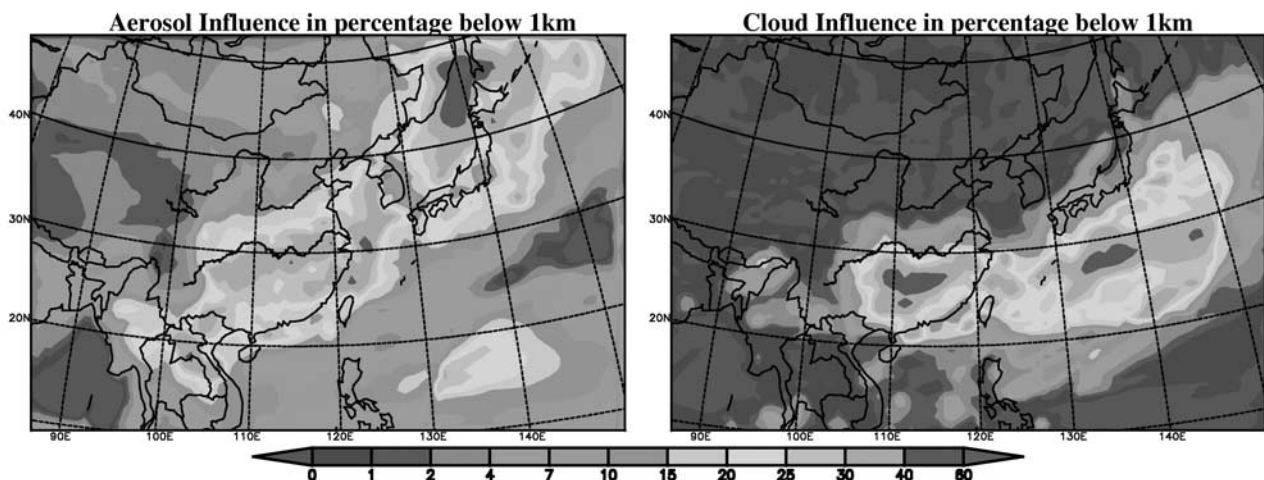 Aerosol Influence in percentage below 1km
Cloud Influence in percentage below 1km
40N
30N
20N
90E 100E 110E 120E 130E 140E
40N
30N
20N
90E 100E 110E 120E 130E 140E
0 1 2 4 7 10 15 20 25 30 40 60